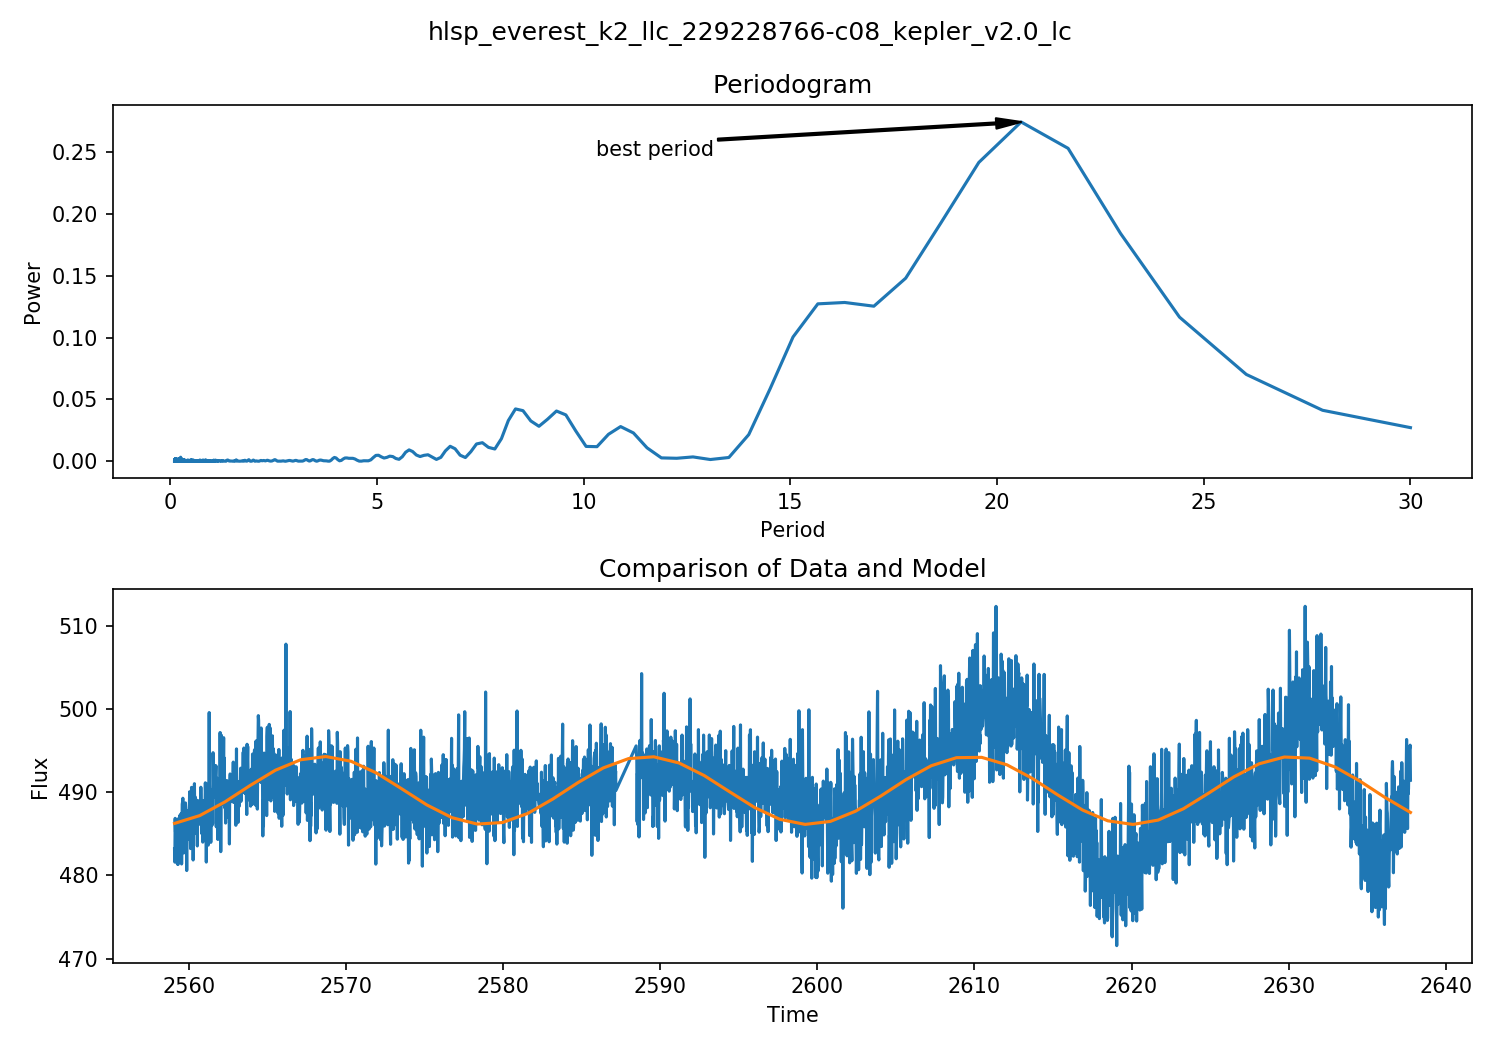 hlsp_everest_k2_llc_229228766-c08_kepler_v2.0_lc
Periodogram
best period
0.25
0.20
0.15
0.10
0.05
0.00
Power
0 5 10 15 20 25 30
Period
Comparison of Data and Model
510
500
490
480
470
Flux
2560 2570 2580 2590 2600 2610 2620 2630 2640
Time